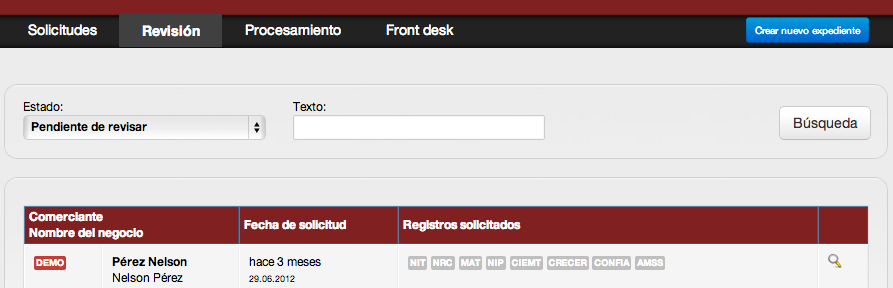 Solicitudes Revisión Procesamiento Front desk Crear nuevo expediente
Estado: Texto:
Pendiente de revisar Búsqueda
Comerciante
Nombre del negocio Fecha de solicitud Registros solicitados
DEMO Pérez Nelson hace 3 meses NIT NRC MAT NIP CIEMT CRECER CONFIA AMSS
Nelson Pérez 29.06.2012